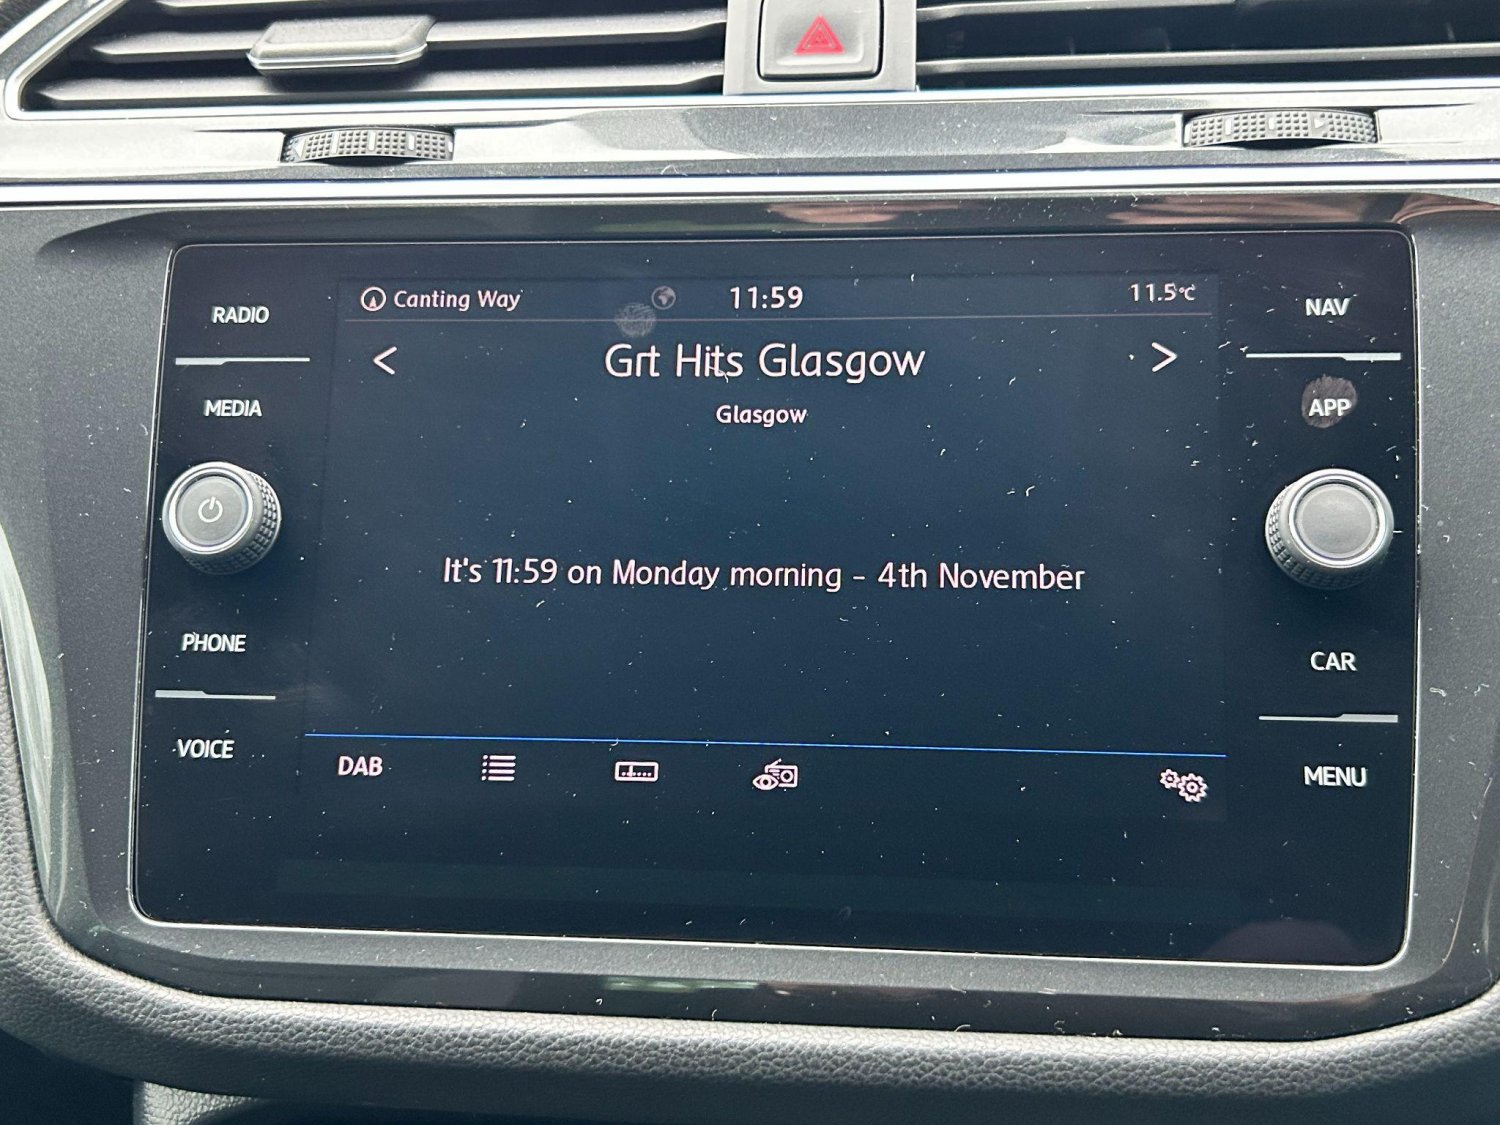 Canting Way 11:59 11.5°C
RADIO
NAV
< Grt Hits Glasgow >
Glasgow
MEDIA
APP
It's 11:59 on Monday morning - 4th November
PHONE
CAR
VOICE
DAB
MENU